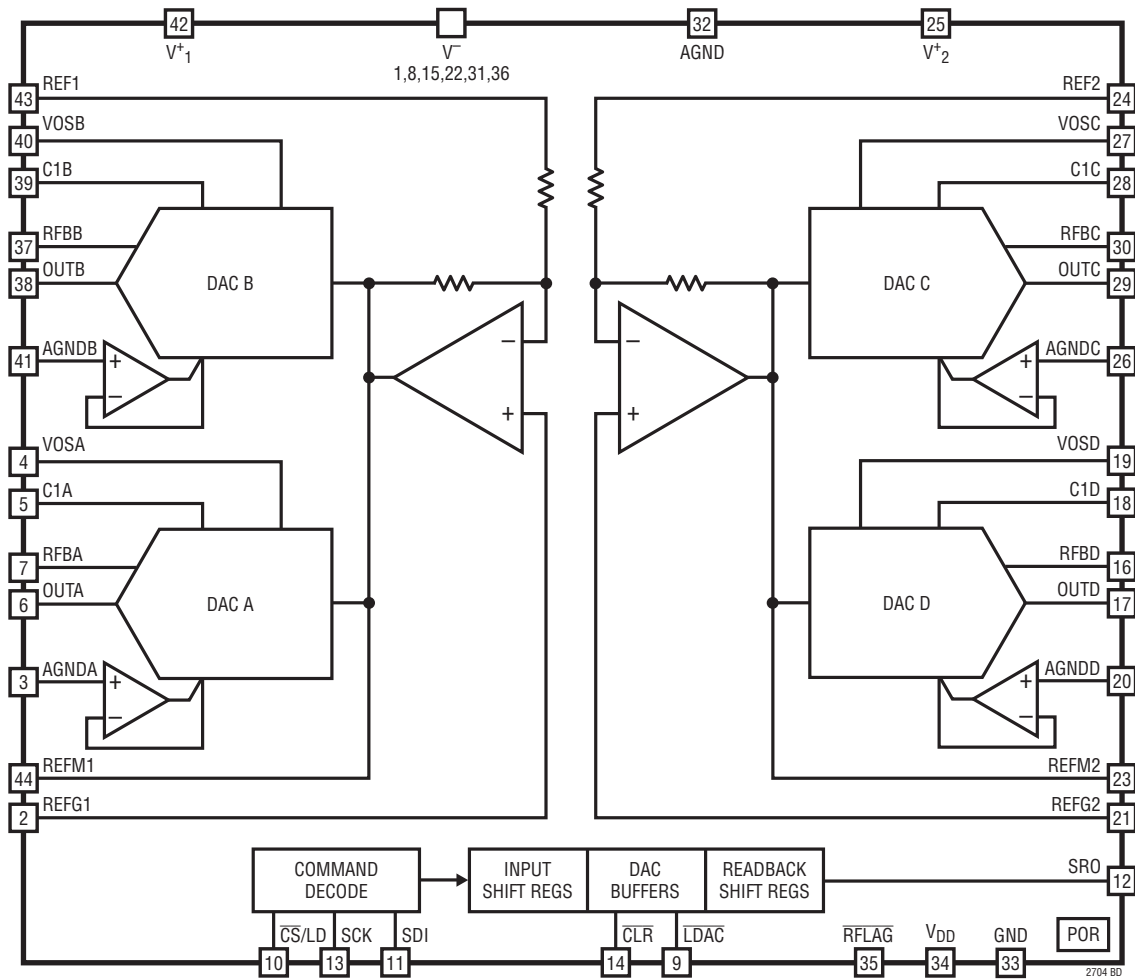 42
32
25
V⁺1
V⁻
1,8,15,22,31,36
AGND
V⁺2
43
REF1
REF2
24
40
VOSB
VOSC
27
39
C1B
C1C
28
37
RFBB
RFBC
30
38
OUTB
DAC B
DAC C
OUTC
29
41
AGNDB
+
−
−
+
−
+
+
−
AGNDC
26
4
VOSA
VOSD
19
5
C1A
C1D
18
7
RFBA
RFBD
16
6
OUTA
DAC A
DAC D
OUTD
17
3
AGNDA
+
−
+
−
AGNDD
20
44
REFM1
REFM2
23
2
REFG1
REFG2
21
COMMAND
DECODE
INPUT
SHIFT REGS
DAC
BUFFERS
READBACK
SHIFT REGS
SRO
12
C̅S̅/LD
SCK
SDI
C̅L̅R̅
L̅D̅A̅C̅
R̅F̅L̅A̅G̅
VDD
GND
POR
10
13
11
14
9
35
34
33
2704 BD